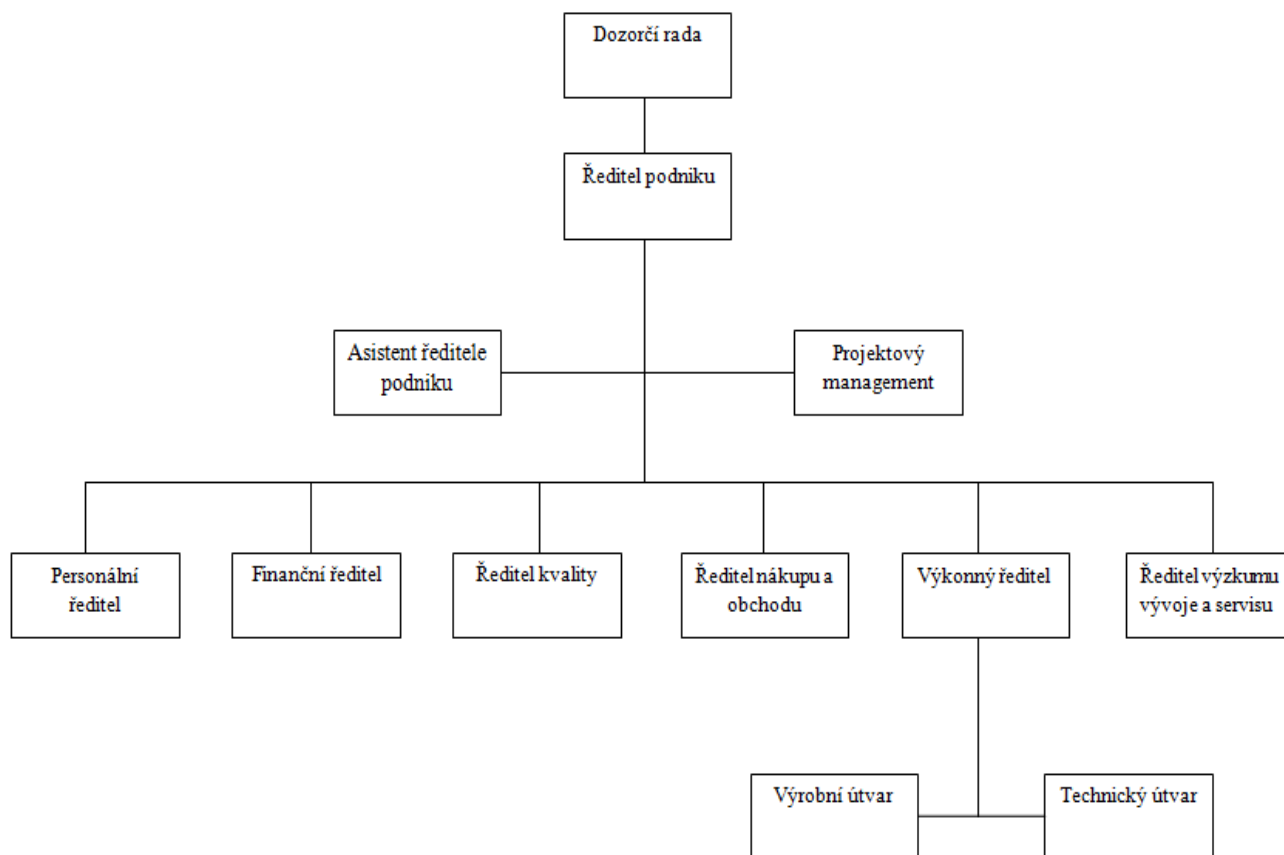 Dozorčí rada
Ředitel podniku
Asistent ředitele
podniku
Projektový
management
Personální
ředitel
Finanční ředitel
Ředitel kvality
Ředitel nákupu a
obchodu
Výkonný ředitel
Ředitel výzkumu
vývoje a servisu
Výrobní útvar
Technický útvar